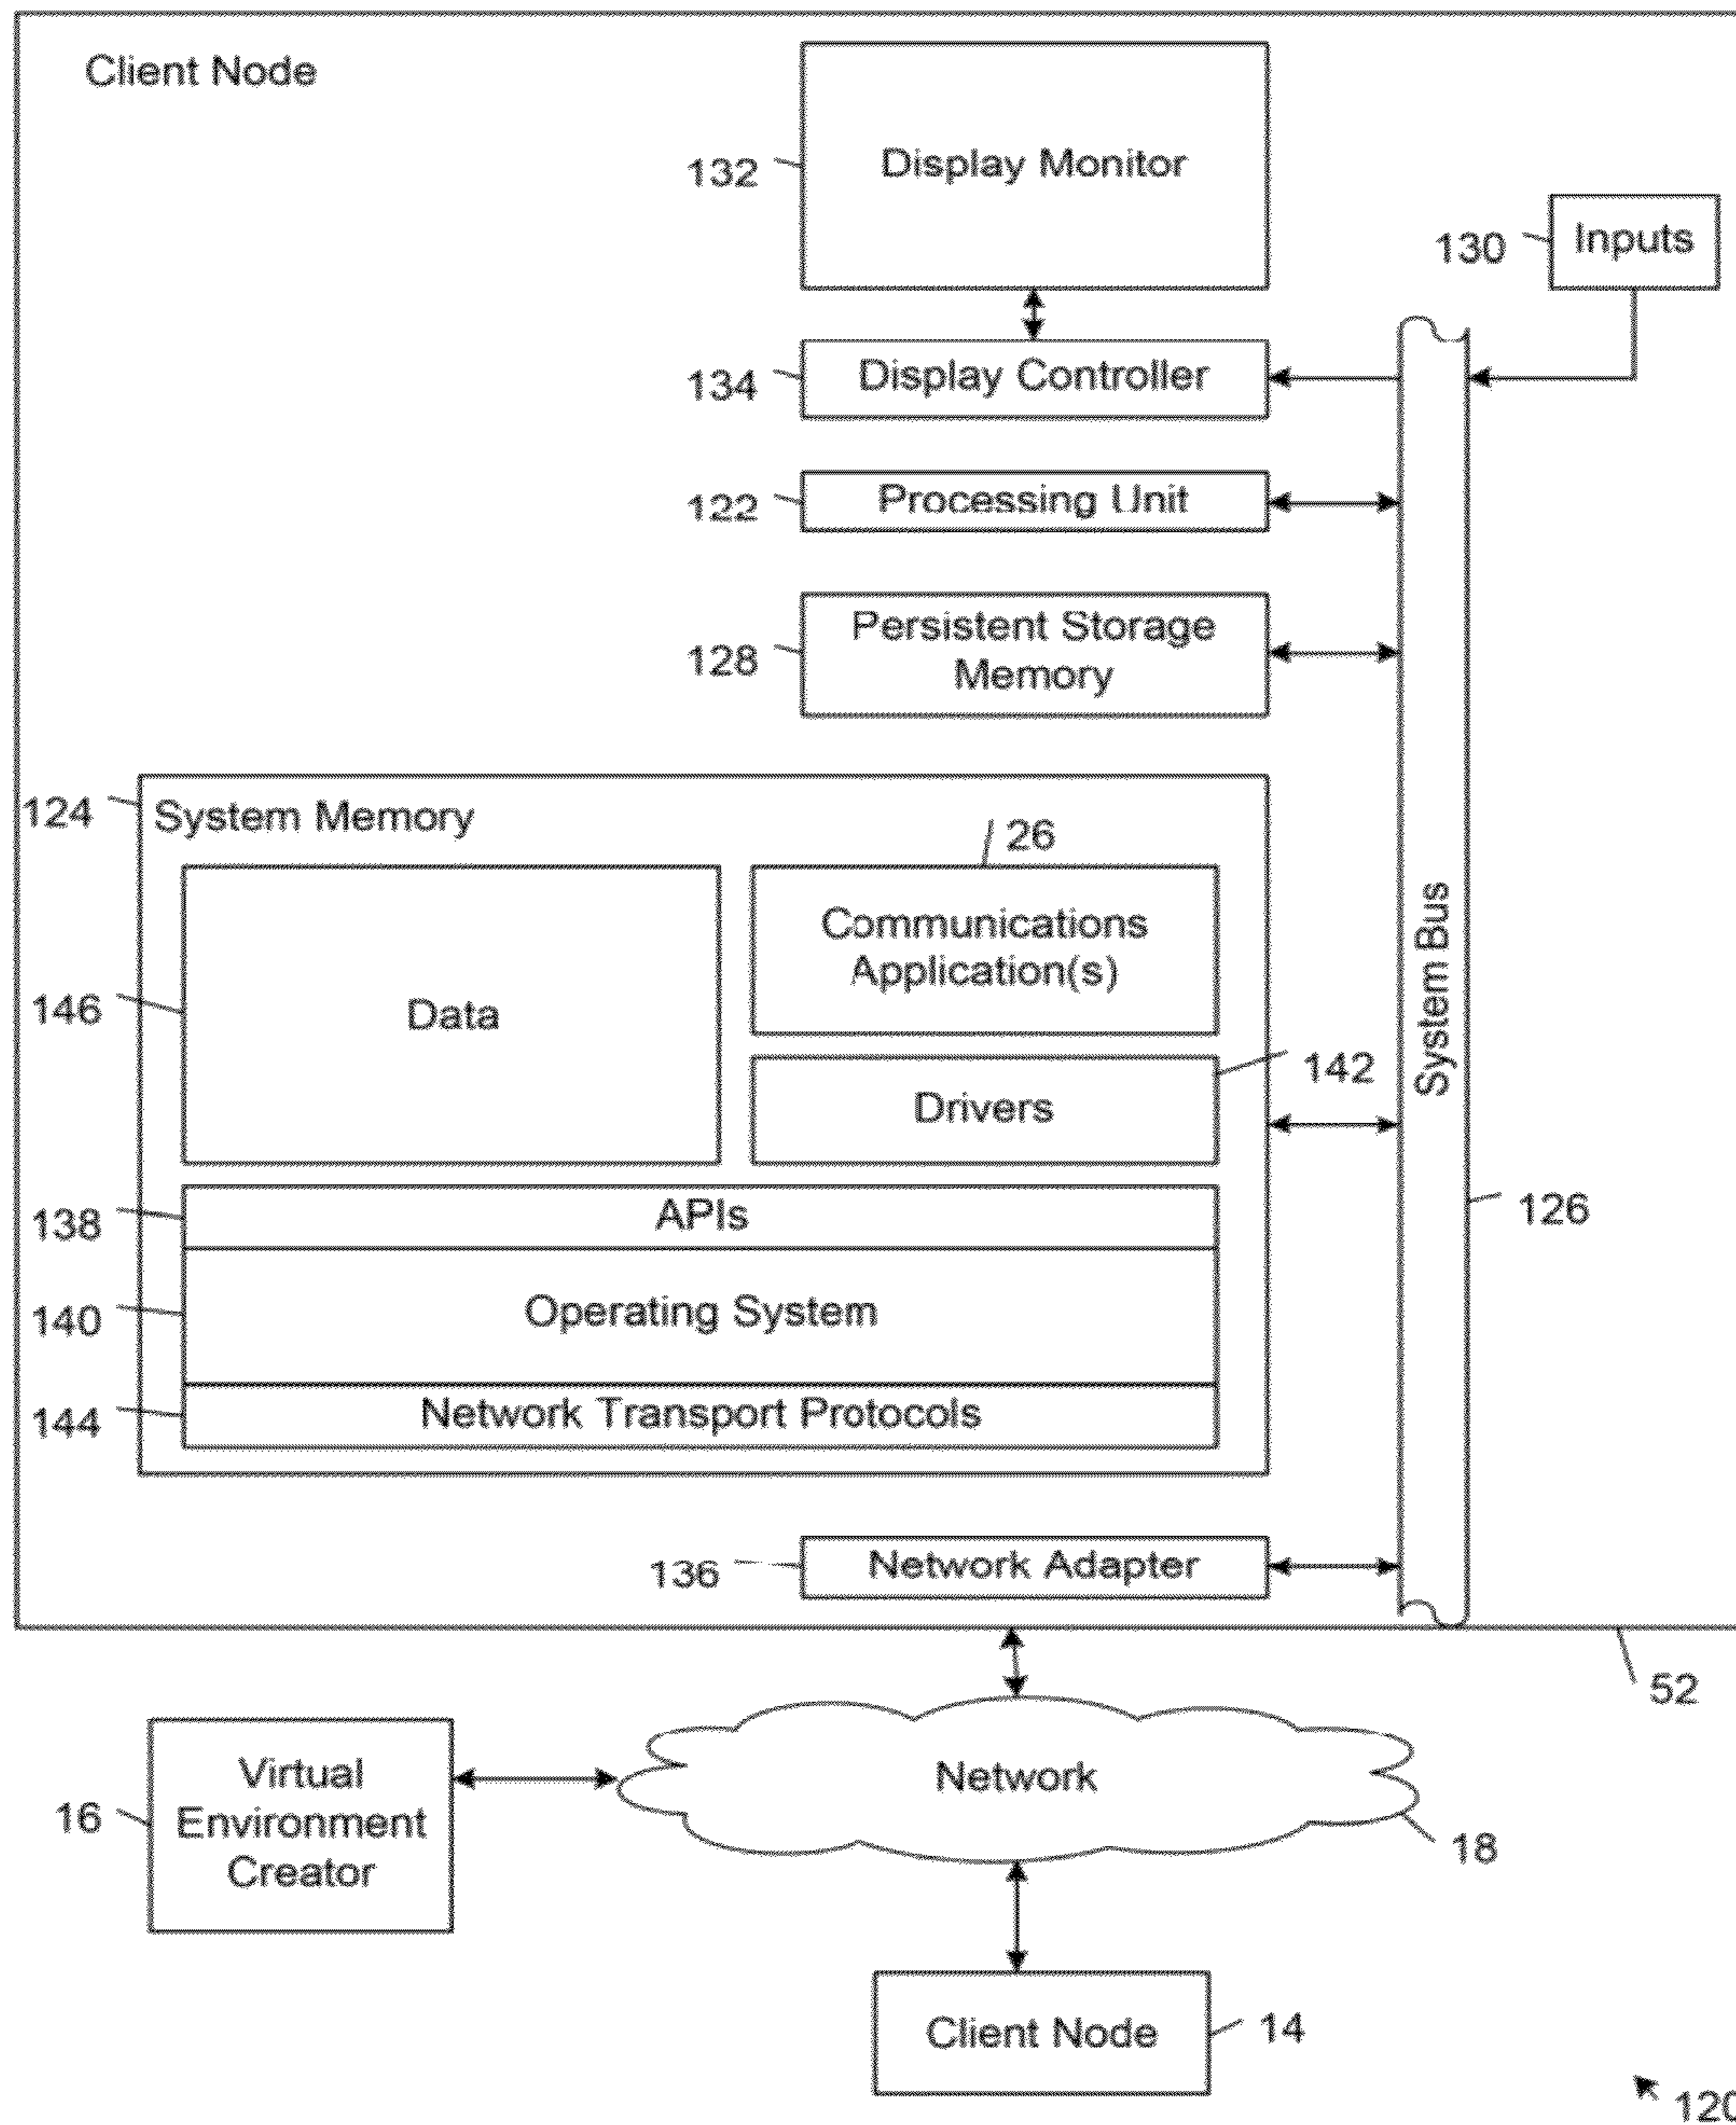 Client Node
132
Display Monitor
130
Inputs
134
Display Controller
122
Processing Unit
128
Persistent Storage
Memory
124
System Memory
26
Communications
Application(s)
146
Data
142
Drivers
System Bus
138
APIs
126
140
Operating System
144
Network Transport Protocols
136
Network Adapter
52
16
Virtual
Environment
Creator
Network
18
Client Node
14
120